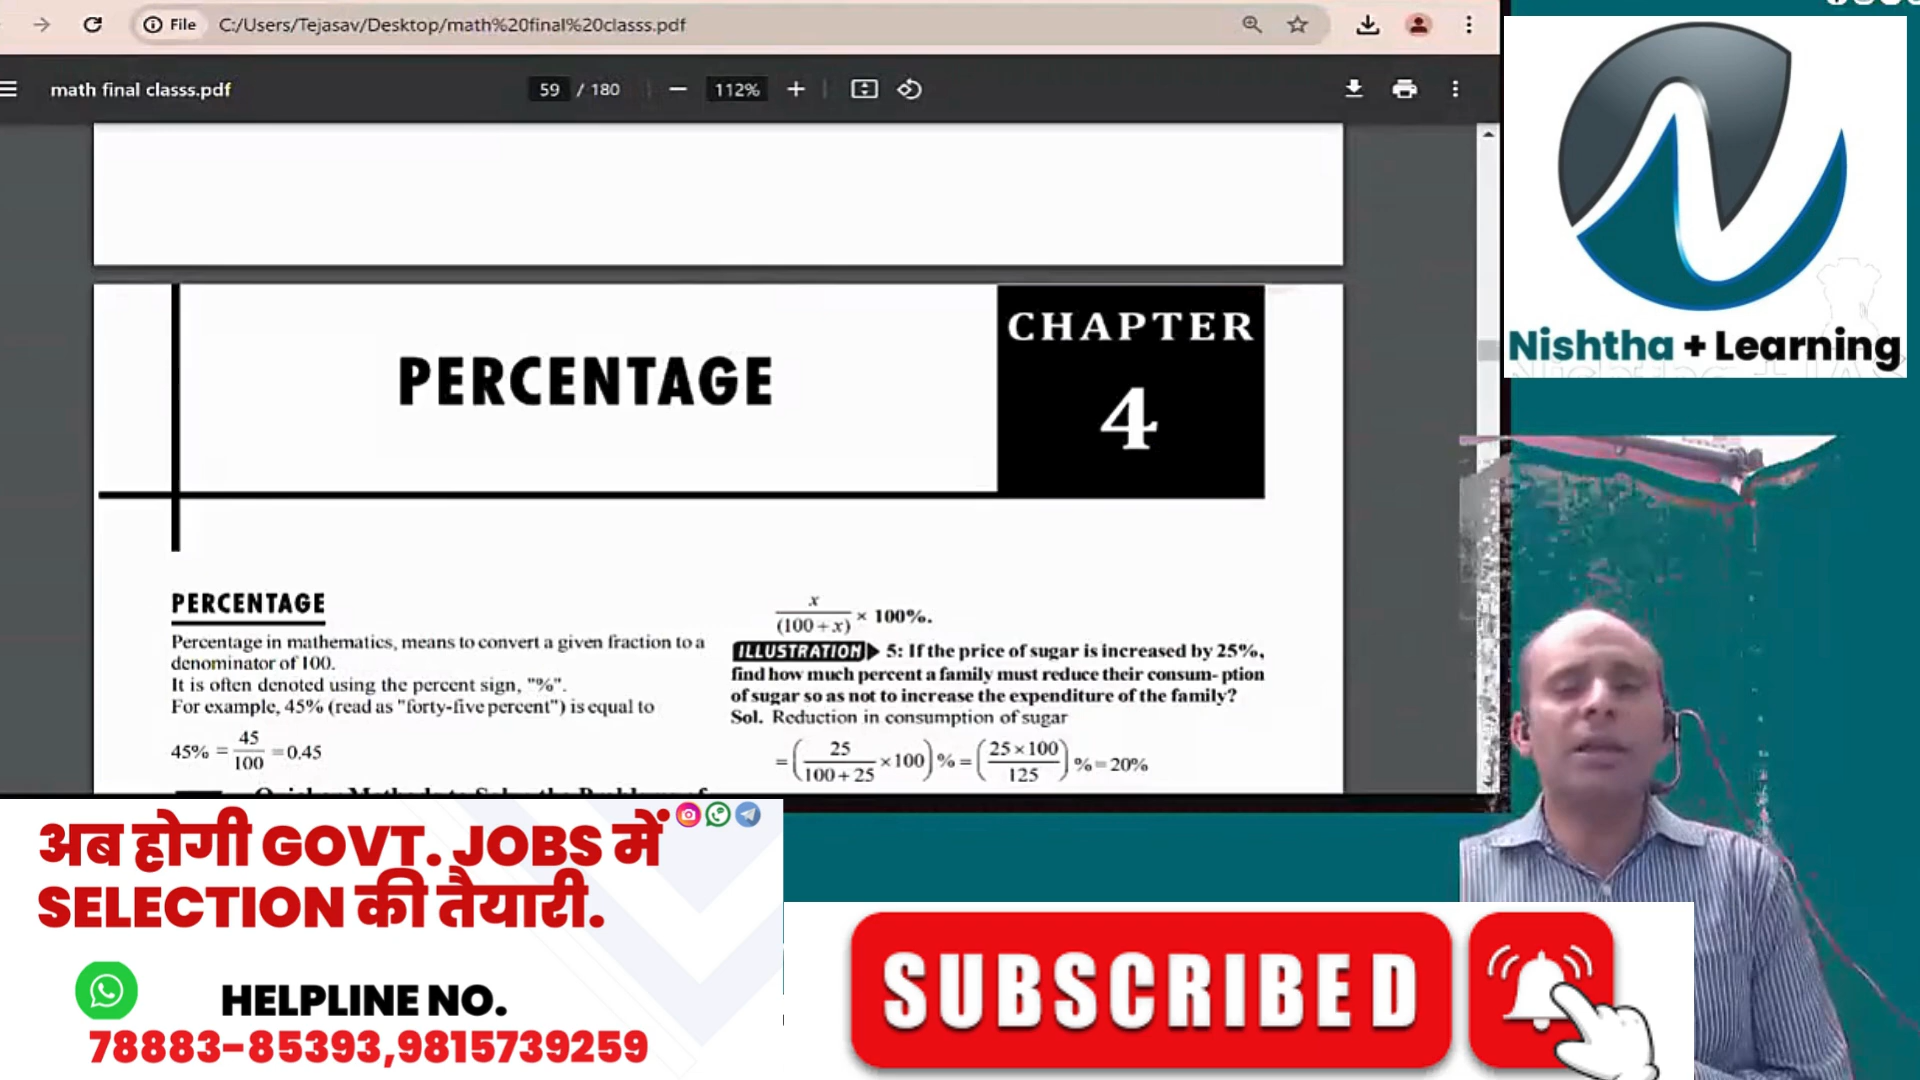 File C:/Users/Tejasav/Desktop/math%20final%20classs.pdf
math final classs.pdf
59 / 180
112%
PERCENTAGE
CHAPTER
4
PERCENTAGE
Percentage in mathematics, means to convert a given fraction to a
denominator of 100.
It is often denoted using the percent sign, "%".
For example, 45% (read as "forty-five percent") is equal to
45% = 45/100 = 0.45
x/(100 + x) × 100%.
ILLUSTRATION 5: If the price of sugar is increased by 25%,
find how much percent a family must reduce their consum- ption
of sugar so as not to increase the expenditure of the family?
Sol. Reduction in consumption of sugar
= (25/(100 + 25) ×100) % = (25×100/125) % = 20%
Nishtha + Learning
अब होगी GOVT. JOBS में
SELECTION की तैयारी.
HELPLINE NO.
78883-85393,9815739259
SUBSCRIBED